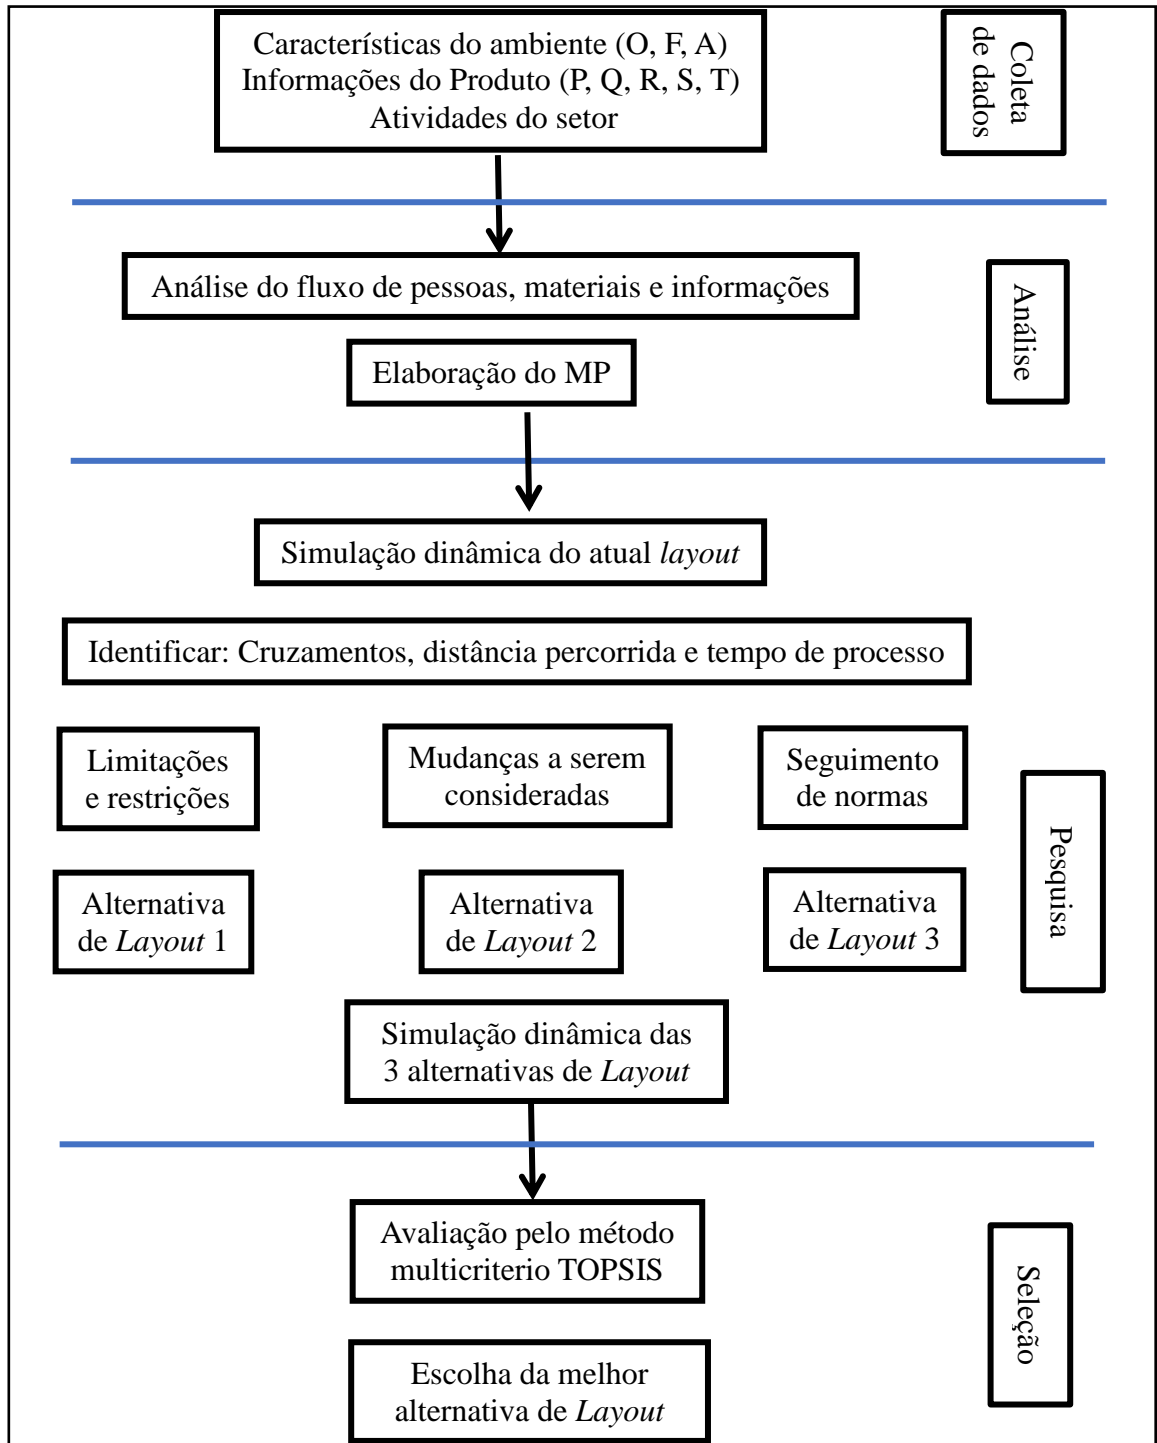 Características do ambiente (O, F, A)
Informações do Produto (P, Q, R, S, T)
Atividades do setor
Coleta
de dados
Análise do fluxo de pessoas, materiais e informações
Elaboração do MP
Análise
Simulação dinâmica do atual layout
Identificar: Cruzamentos, distância percorrida e tempo de processo
Limitações
e restrições
Mudanças a serem
consideradas
Seguimento
de normas
Alternativa
de Layout 1
Alternativa
de Layout 2
Alternativa
de Layout 3
Simulação dinâmica das
3 alternativas de Layout
Pesquisa
Avaliação pelo método
multicriterio TOPSIS
Escolha da melhor
alternativa de Layout
Seleção